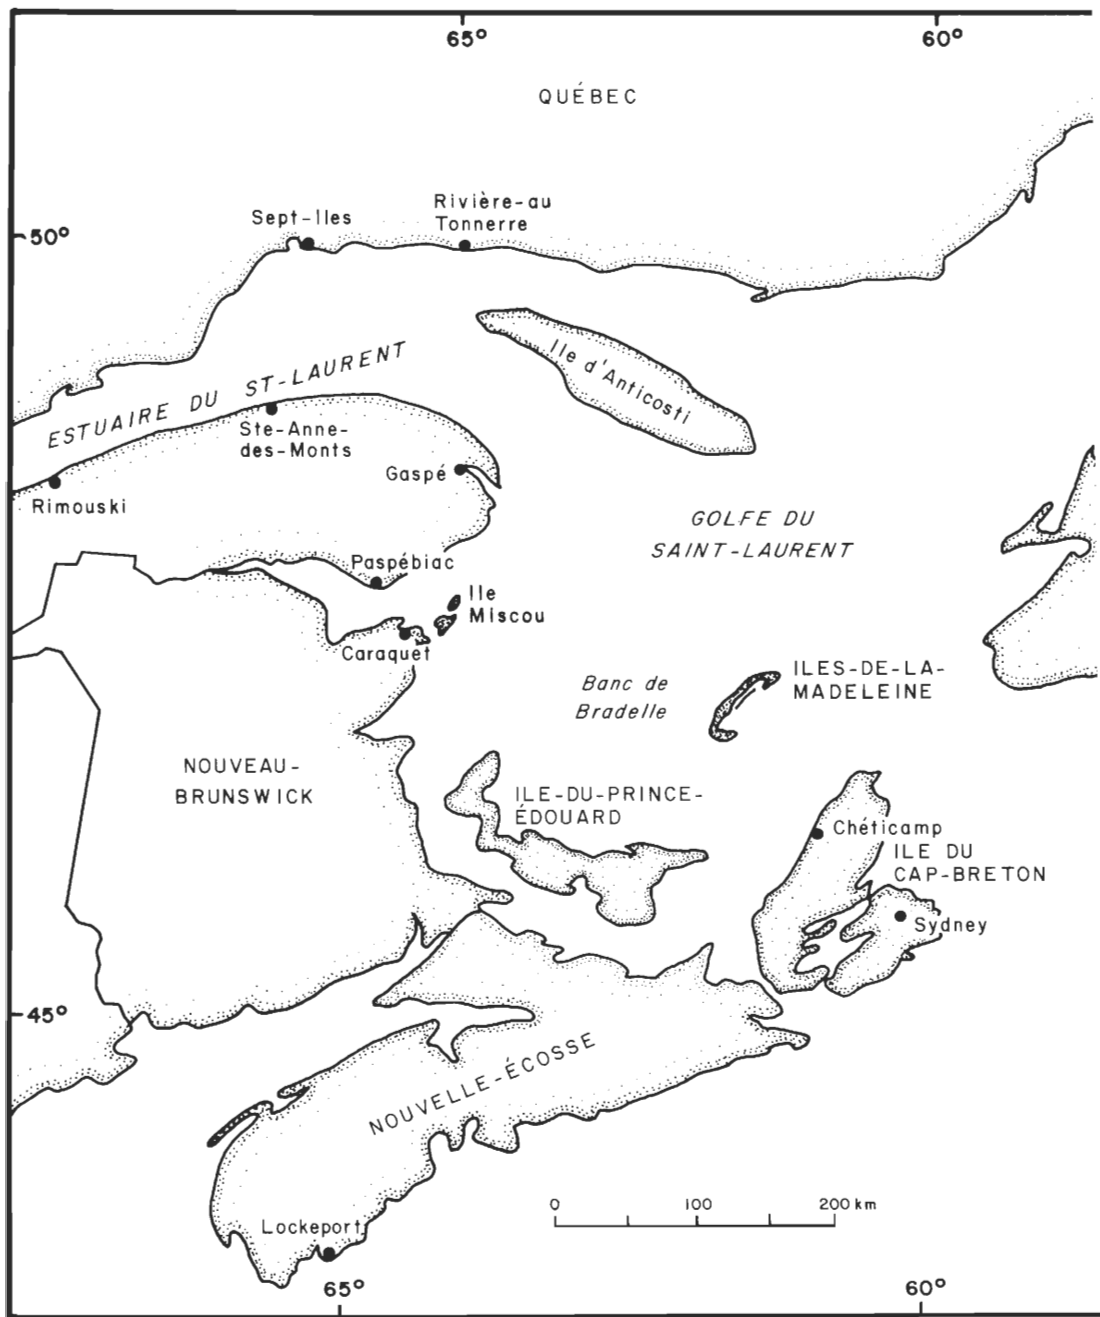 65°
60°
QUÉBEC
Rivière-au
Tonnerre
Sept-Iles
50°
Ile d'Anticosti
ESTUAIRE DU ST-LAURENT
Ste-Anne-
des-Monts
Gaspé
Rimouski
GOLFE DU
SAINT-LAURENT
Paspébiac
Ile
Miscou
Caraquet
Banc de
Bradelle
ILES-DE-LA-
MADELEINE
NOUVEAU-
BRUNSWICK
ILE-DU-PRINCE-
ÉDOUARD
Chéticamp
ILE DU
CAP-BRETON
Sydney
45°
NOUVELLE-ÉCOSSE
0 100 200 km
Lockeport
65°
60°